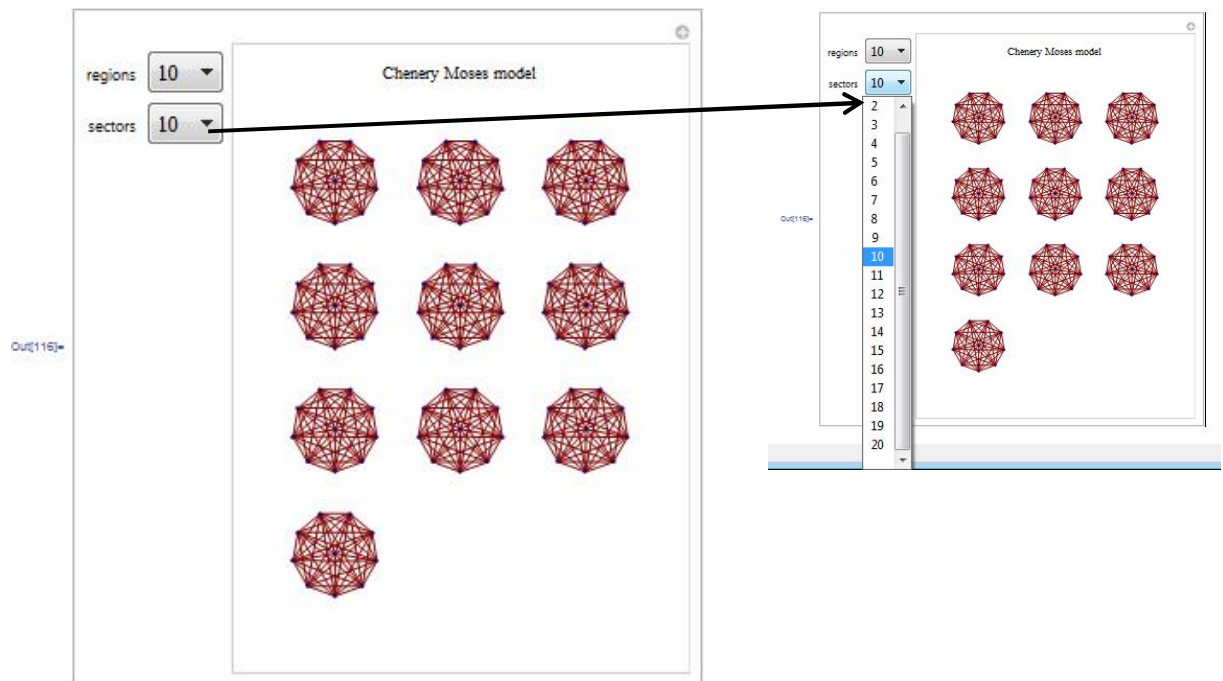 regions 10
Chenery Moses model
sectors 10
Out[116]=
regions 10
Chenery Moses model
sectors 10
2
3
4
5
6
7
8
9
10
11
12
13
14
15
16
17
18
19
20
Out[116]=